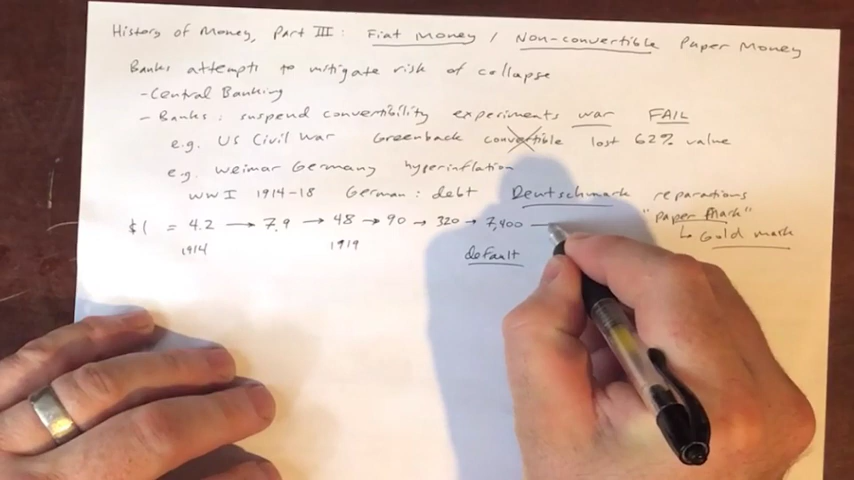 History of Money, Part III: Fiat Money / Non-convertible Paper Money
Banks attempts to mitigate risk of collapse
- Central Banking
- Banks: suspend convertibility experiments war FAIL
e.g. US Civil War Greenback convertible lost 62% value
e.g. Weimar Germany hyperinflation
WWI 1914-18 German: debt Deutschmark reparations
"paper Mark"
↳ Gold mark
$1 = 4.2 → 7.9 → 48 → 90 → 320 → 7,400 —
1914 1919
default